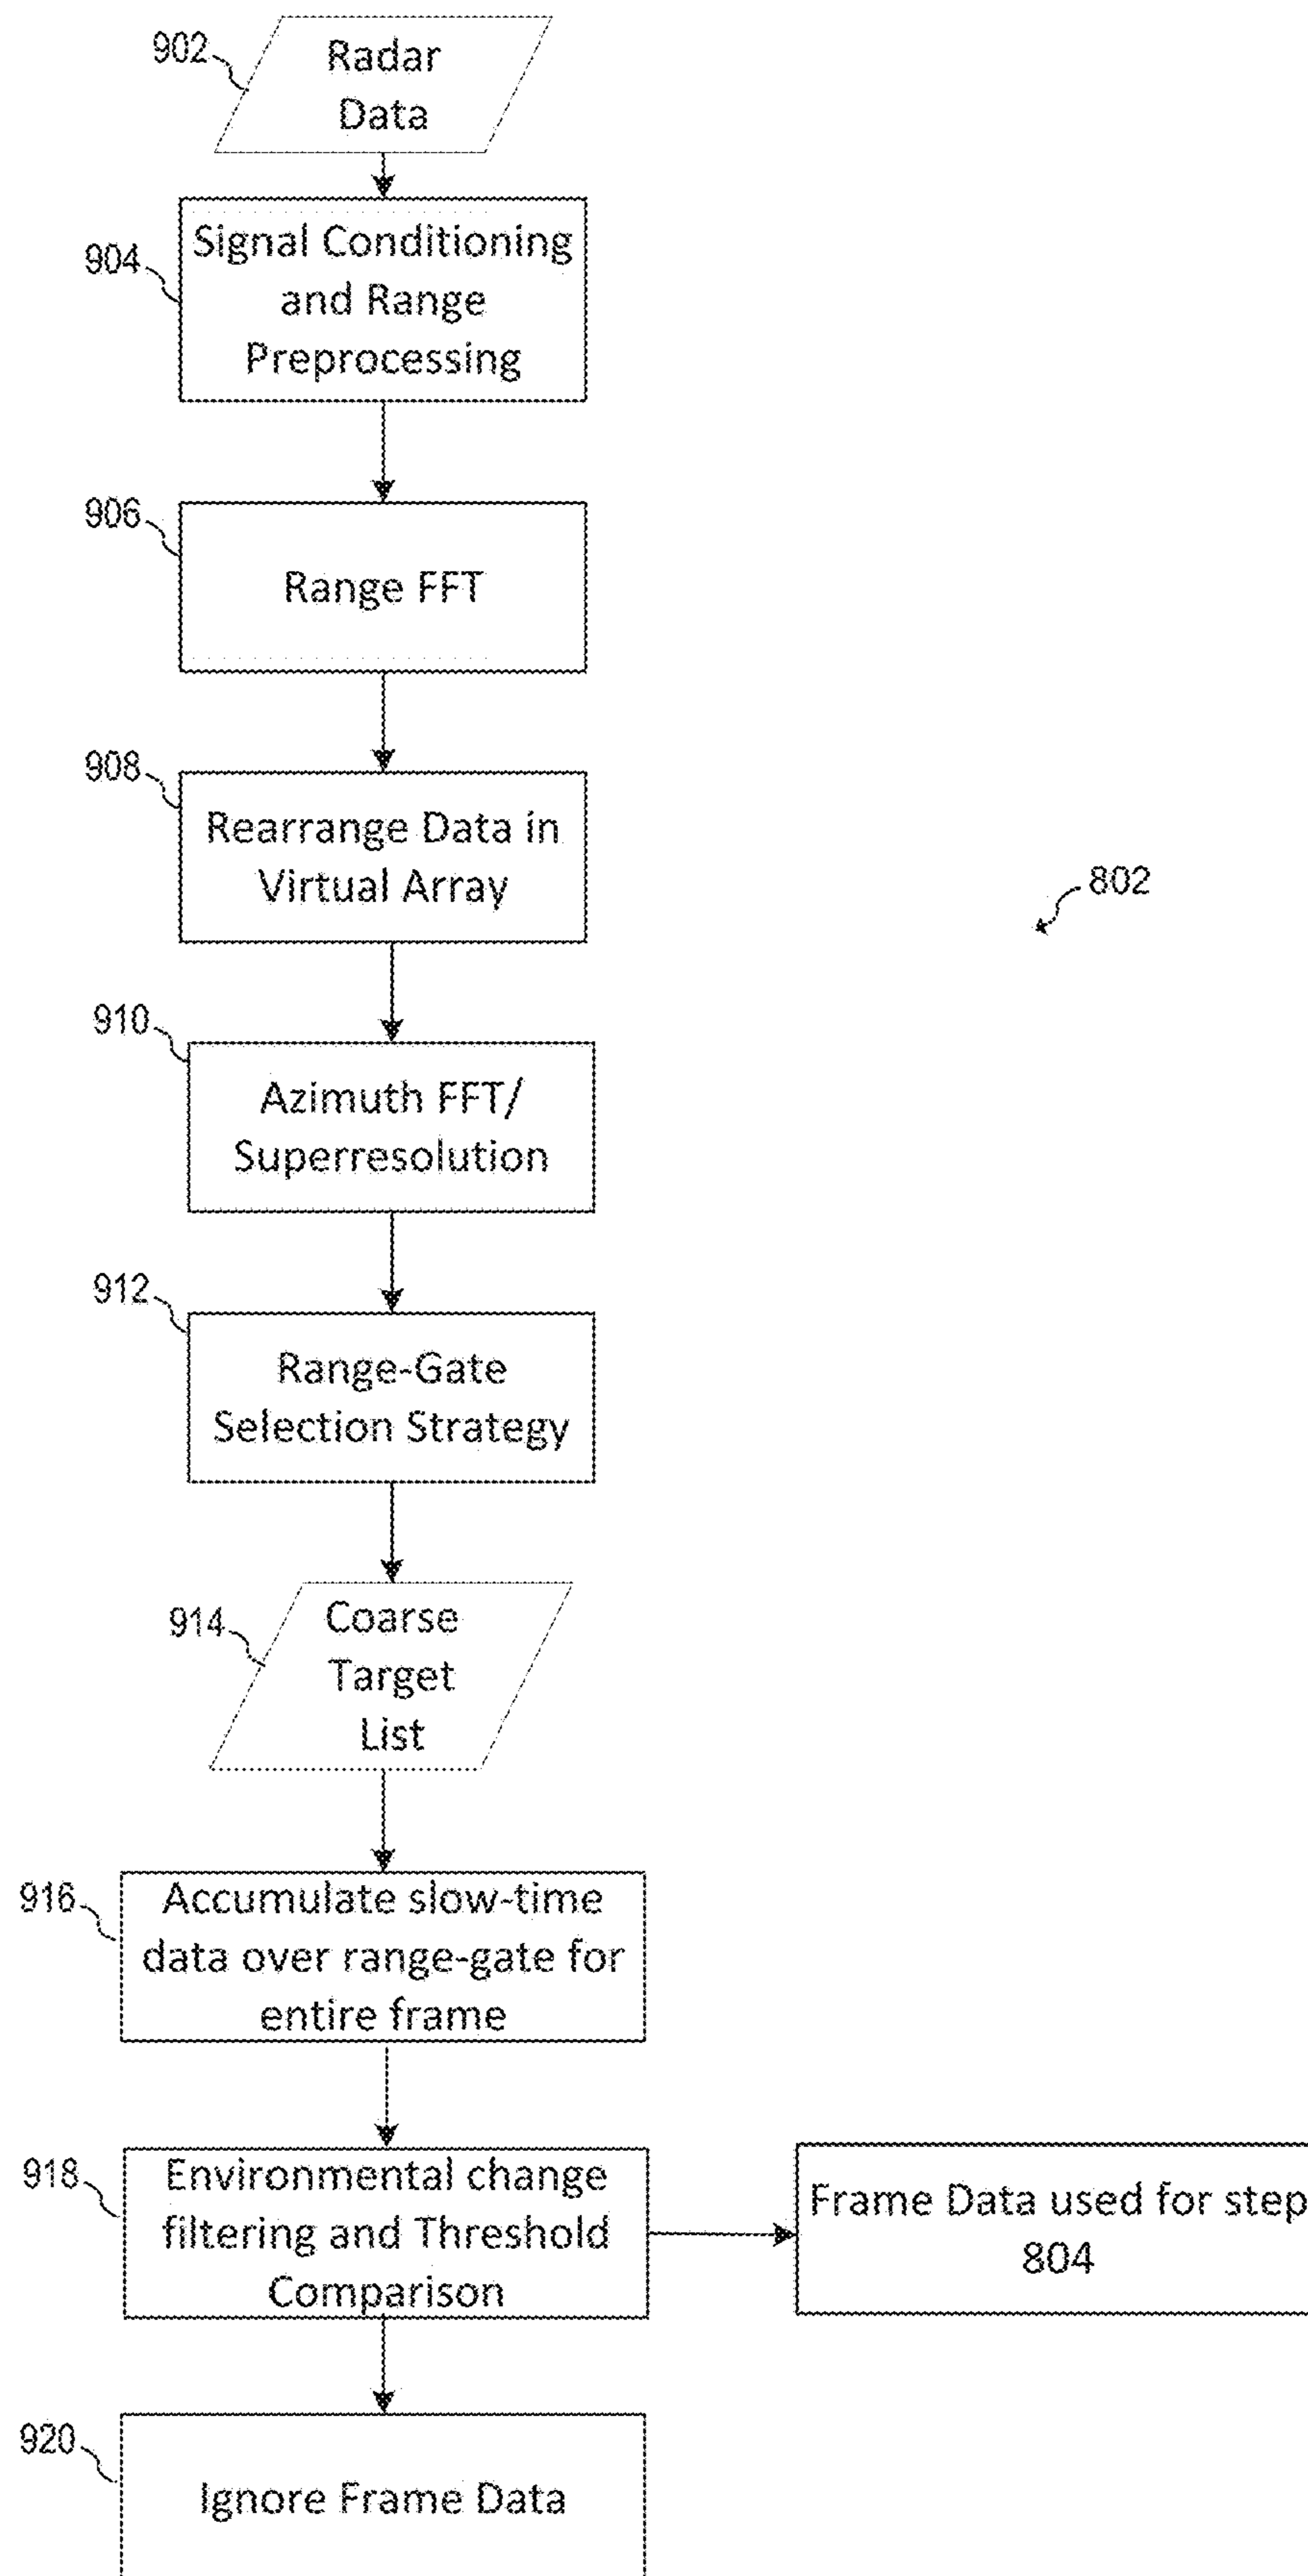 902
Radar
Data
904
Signal Conditioning
and Range
Preprocessing
906
Range FFT
908
Rearrange Data in
Virtual Array
802
910
Azimuth FFT/
Superresolution
912
Range-Gate
Selection Strategy
914
Coarse
Target
List
916
Accumulate slow-time
data over range-gate for
entire frame
918
Environmental change
filtering and Threshold
Comparison
Frame Data used for step
804
920
Ignore Frame Data